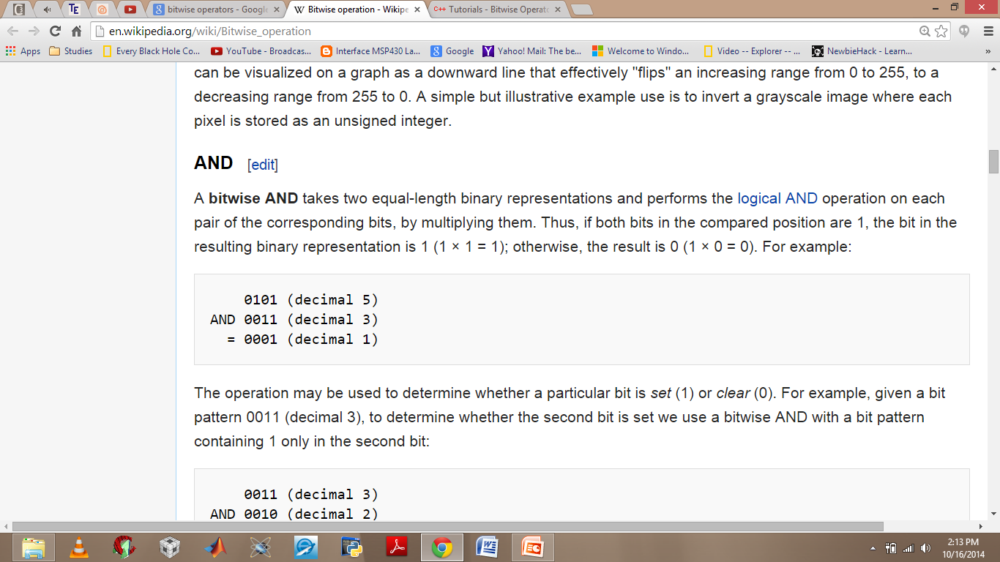 bitwise operators - Google
Bitwise operation - Wikipe
C++ Tutorials - Bitwise Operato
en.wikipedia.org/wiki/Bitwise_operation
Apps Studies Every Black Hole Co... YouTube - Broadcas... Interface MSP430 La... Google Yahoo! Mail: The be... Welcome to Windo... Video -- Explorer -- ... NewbieHack - Learn... »
can be visualized on a graph as a downward line that effectively "flips" an increasing range from 0 to 255, to a
decreasing range from 255 to 0. A simple but illustrative example use is to invert a grayscale image where each
pixel is stored as an unsigned integer.
AND [edit]
A bitwise AND takes two equal-length binary representations and performs the logical AND operation on each
pair of the corresponding bits, by multiplying them. Thus, if both bits in the compared position are 1, the bit in the
resulting binary representation is 1 (1 × 1 = 1); otherwise, the result is 0 (1 × 0 = 0). For example:
0101 (decimal 5)
AND 0011 (decimal 3)
= 0001 (decimal 1)
The operation may be used to determine whether a particular bit is set (1) or clear (0). For example, given a bit
pattern 0011 (decimal 3), to determine whether the second bit is set we use a bitwise AND with a bit pattern
containing 1 only in the second bit:
0011 (decimal 3)
AND 0010 (decimal 2)
2:13 PM
10/16/2014